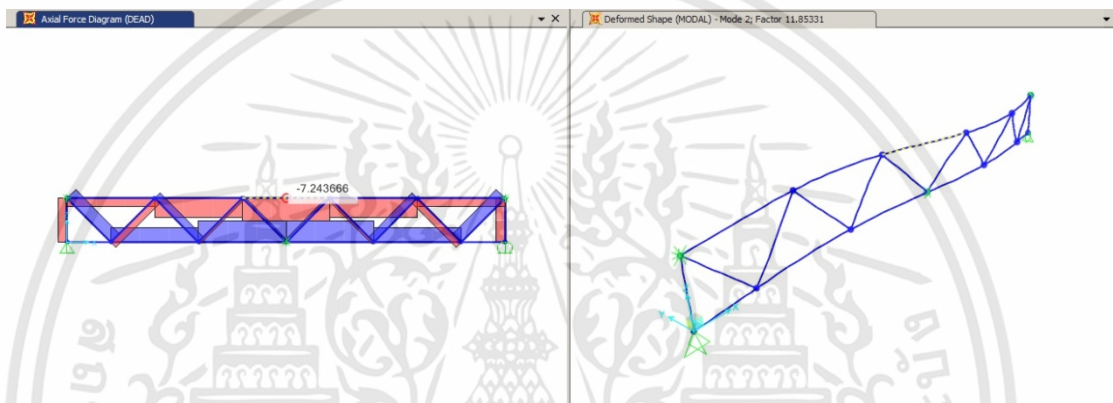 Axial Force Diagram (DEAD)
Deformed Shape (MODAL) - Mode 2; Factor 11.85331
-7.243666
X
Y